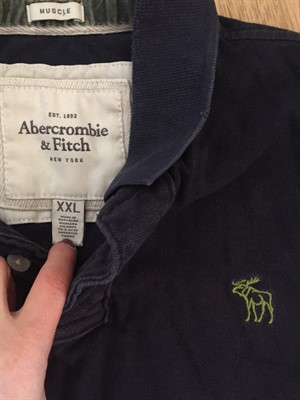 MUSCLE
EST. 1892
Abercrombie
& Fitch
NEW YORK
XXL